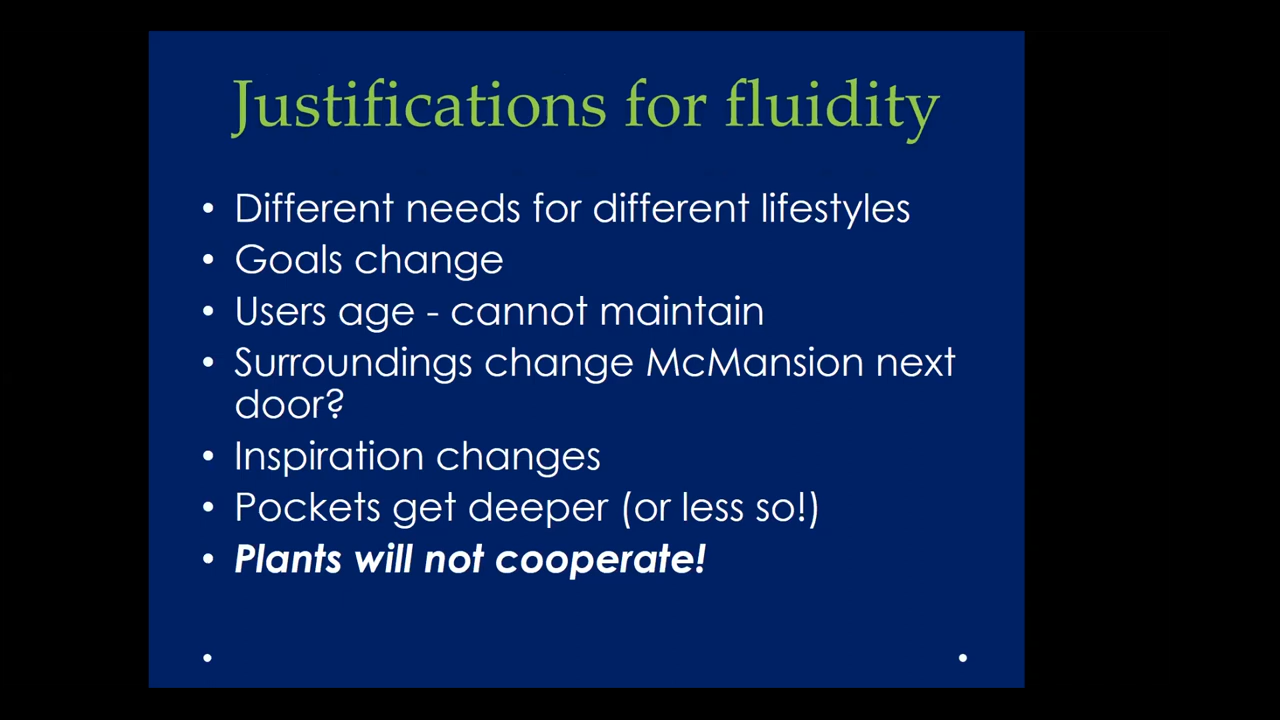 Justifications for fluidity
• Different needs for different lifestyles
• Goals change
• Users age - cannot maintain
• Surroundings change McMansion next
door?
• Inspiration changes
• Pockets get deeper (or less so!)
• Plants will not cooperate!